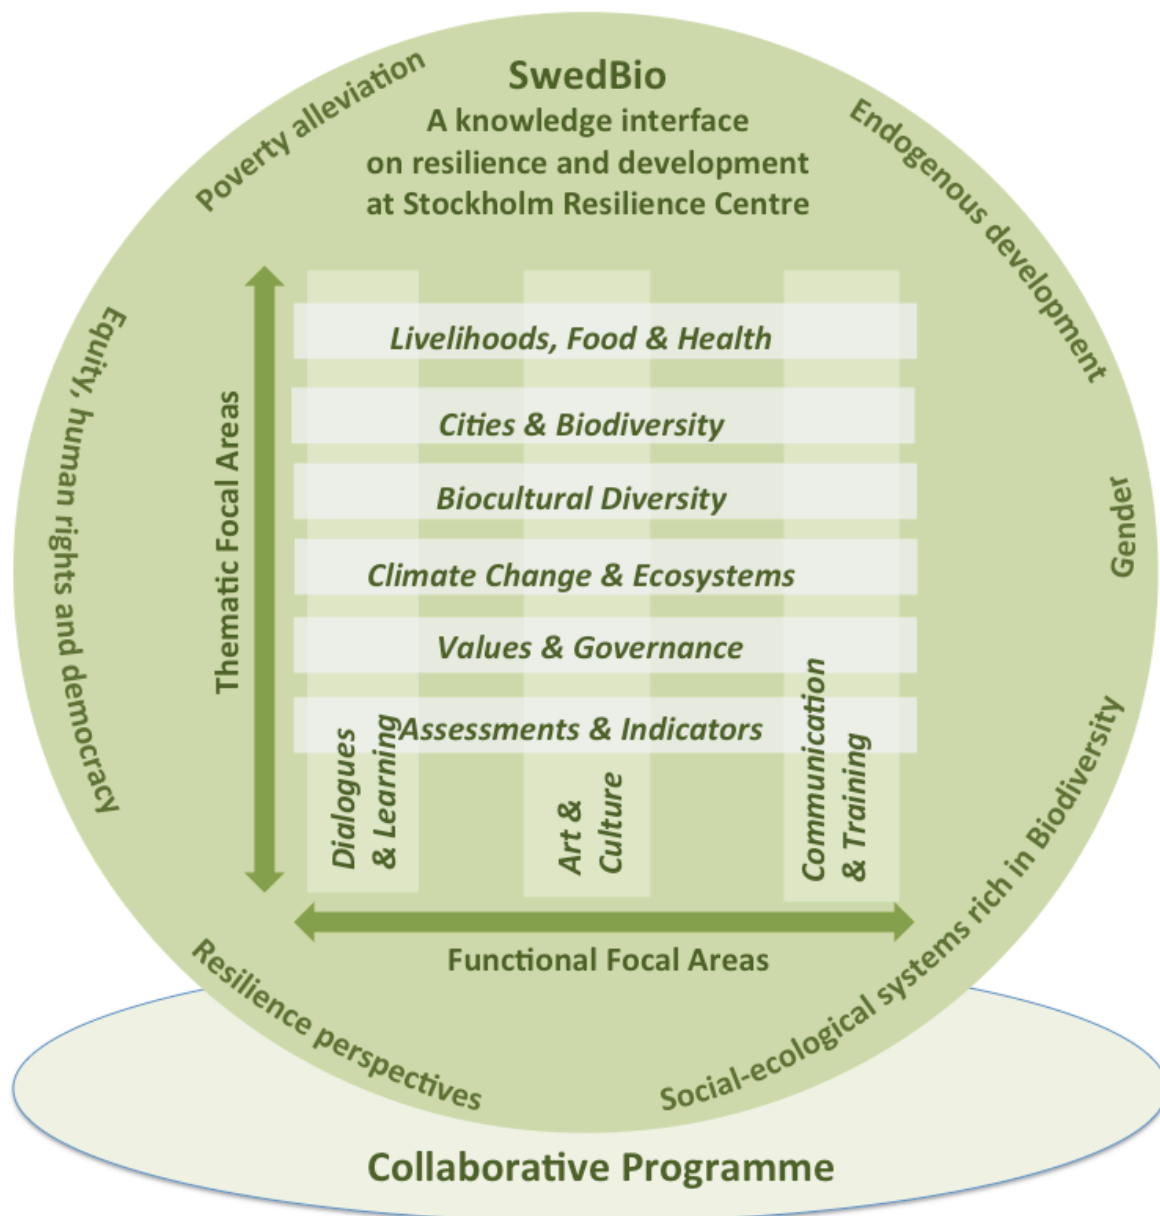 SwedBio
A knowledge interface
on resilience and development
at Stockholm Resilience Centre
Poverty alleviation
Endogenous development
Equity, human rights and democracy
Gender
Thematic Focal Areas
Livelihoods, Food & Health
Cities & Biodiversity
Biocultural Diversity
Climate Change & Ecosystems
Values & Governance
Assessments & Indicators
Dialogues
& Learning
Art &
Culture
Communication
& Training
Functional Focal Areas
Resilience perspectives
Social-ecological systems rich in Biodiversity
Collaborative Programme